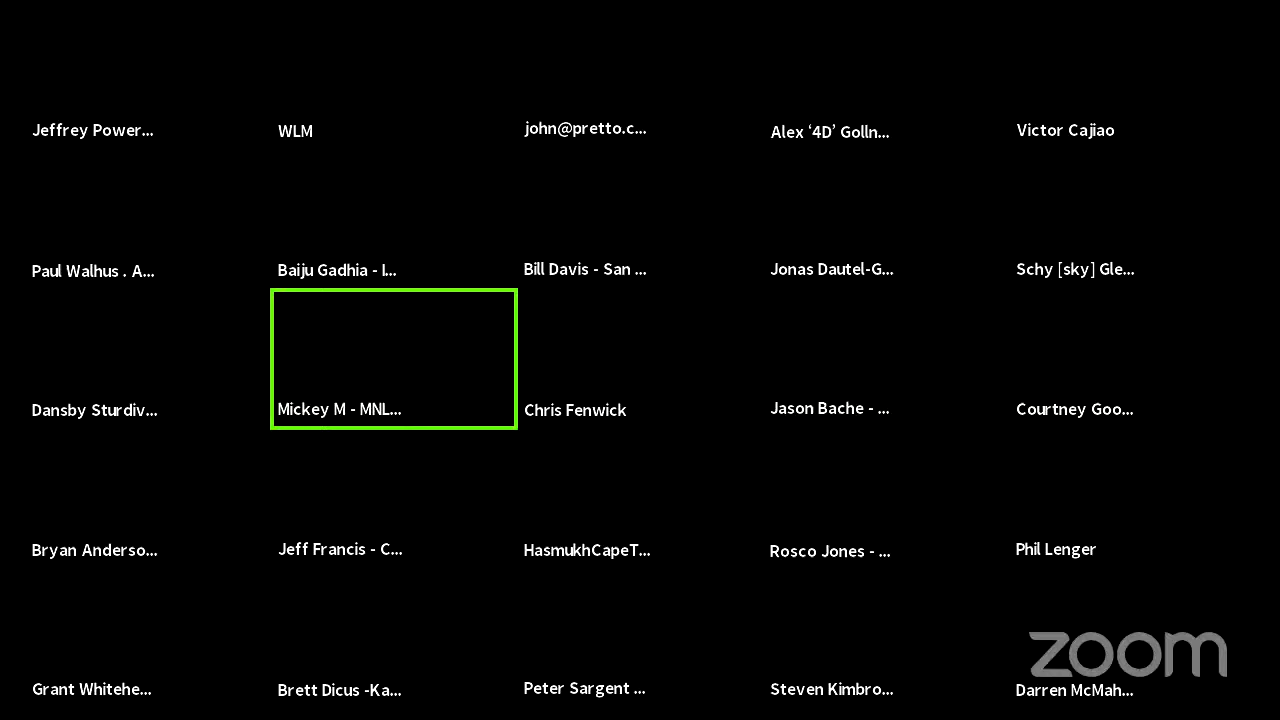 Jeffrey Power...
WLM
john@pretto.c...
Alex ‘4D’ Golln...
Victor Cajiao
Paul Walhus . A...
Baiju Gadhia - I...
Bill Davis - San ...
Jonas Dautel-G...
Schy [sky] Gle...
Dansby Sturdiv...
Mickey M - MNL...
Chris Fenwick
Jason Bache - ...
Courtney Goo...
Bryan Anderso...
Jeff Francis - C...
HasmukhCapeT...
Rosco Jones - ...
Phil Lenger
Grant Whitehe...
Brett Dicus -Ka...
Peter Sargent ...
Steven Kimbro...
zoom
Darren McMah...